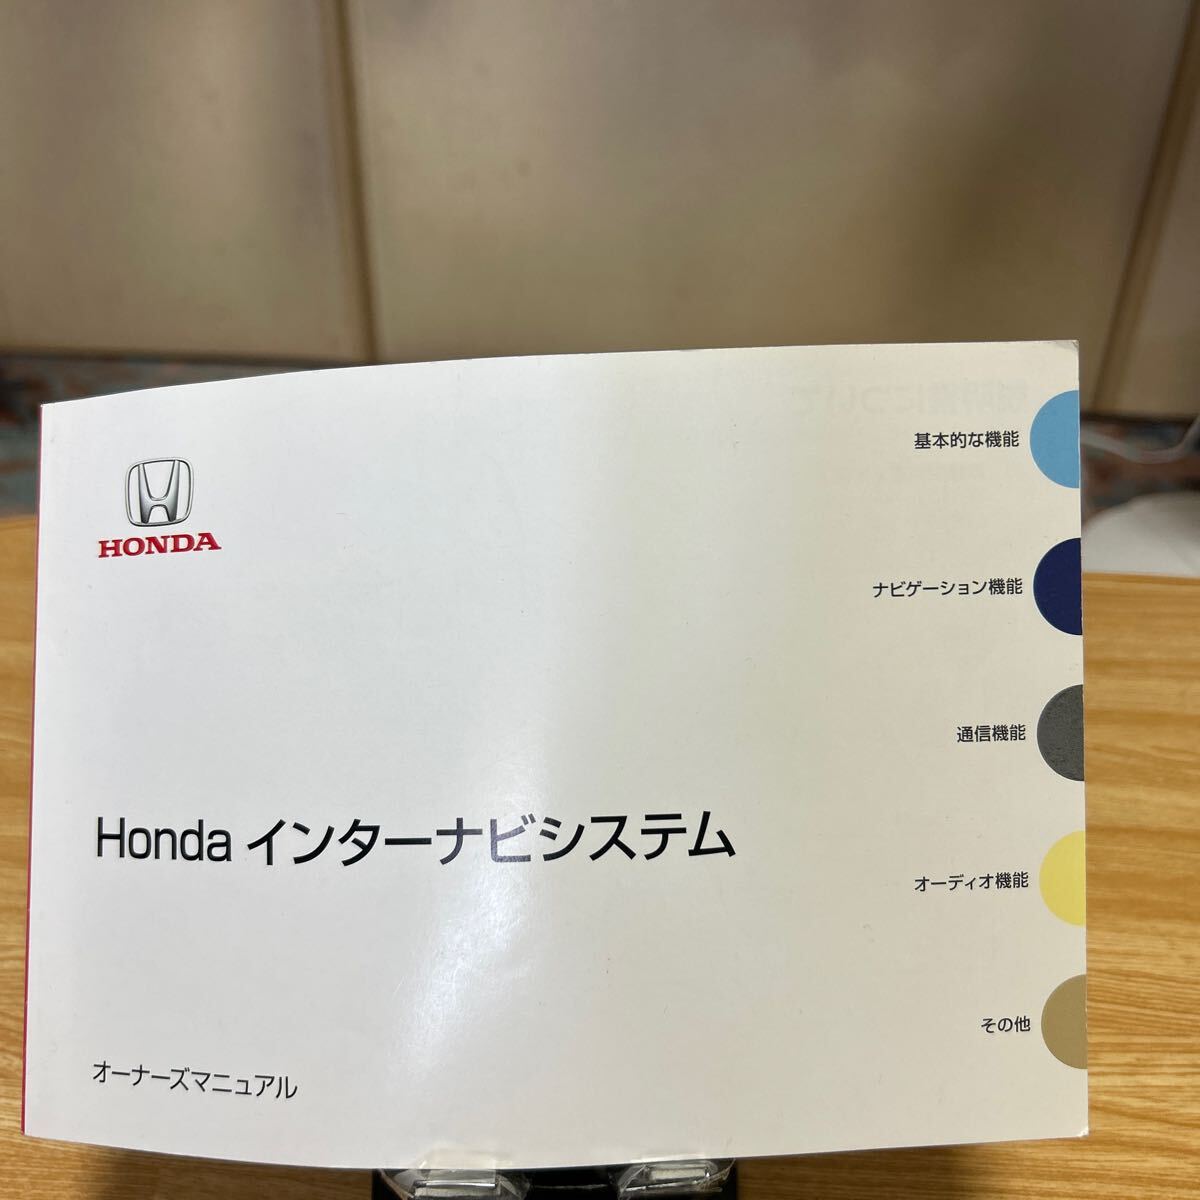 HONDA
Honda インターナビシステム
オーナーズマニュアル
基本的な機能
ナビゲーション機能
通信機能
オーディオ機能
その他